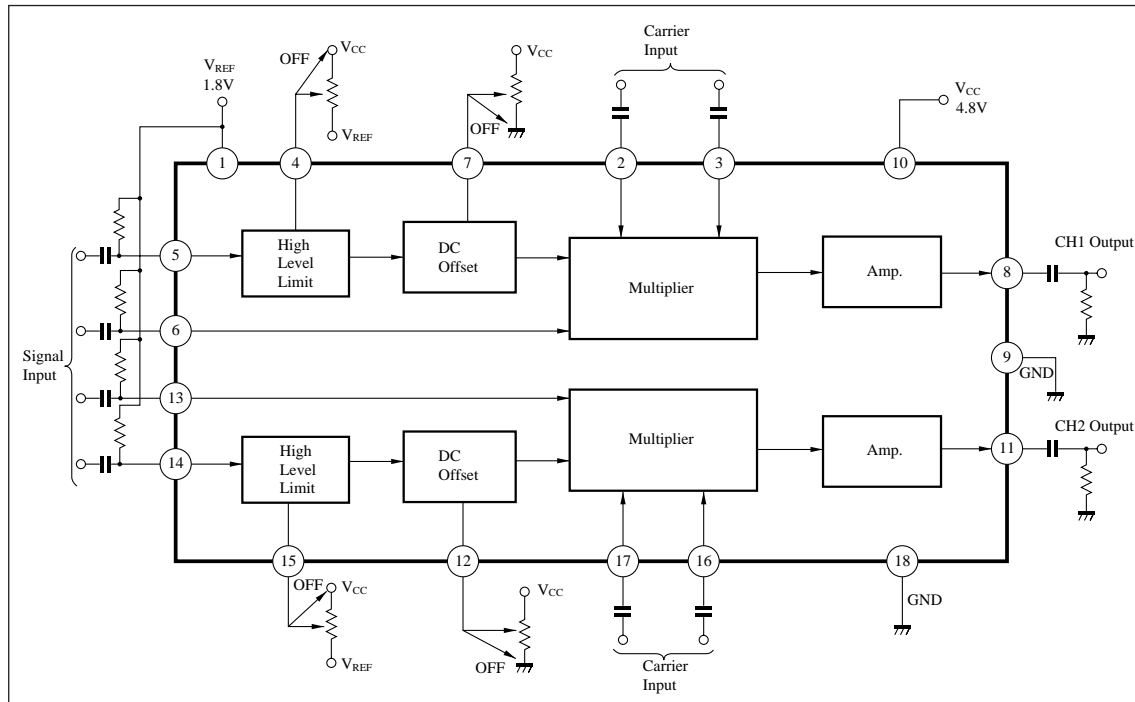 Carrier
Input
VCC
OFF
VCC
VREF
1.8V
VCC
4.8V
VREF
OFF
1
4
7
2
3
10
5
High
Level
Limit
DC
Offset
Multiplier
Amp.
8
CH1 Output
6
Signal
Input
9
GND
13
14
High
Level
Limit
DC
Offset
Multiplier
Amp.
11
CH2 Output
15
12
17
16
18
OFF
VCC
VREF
VCC
OFF
GND
Carrier
Input